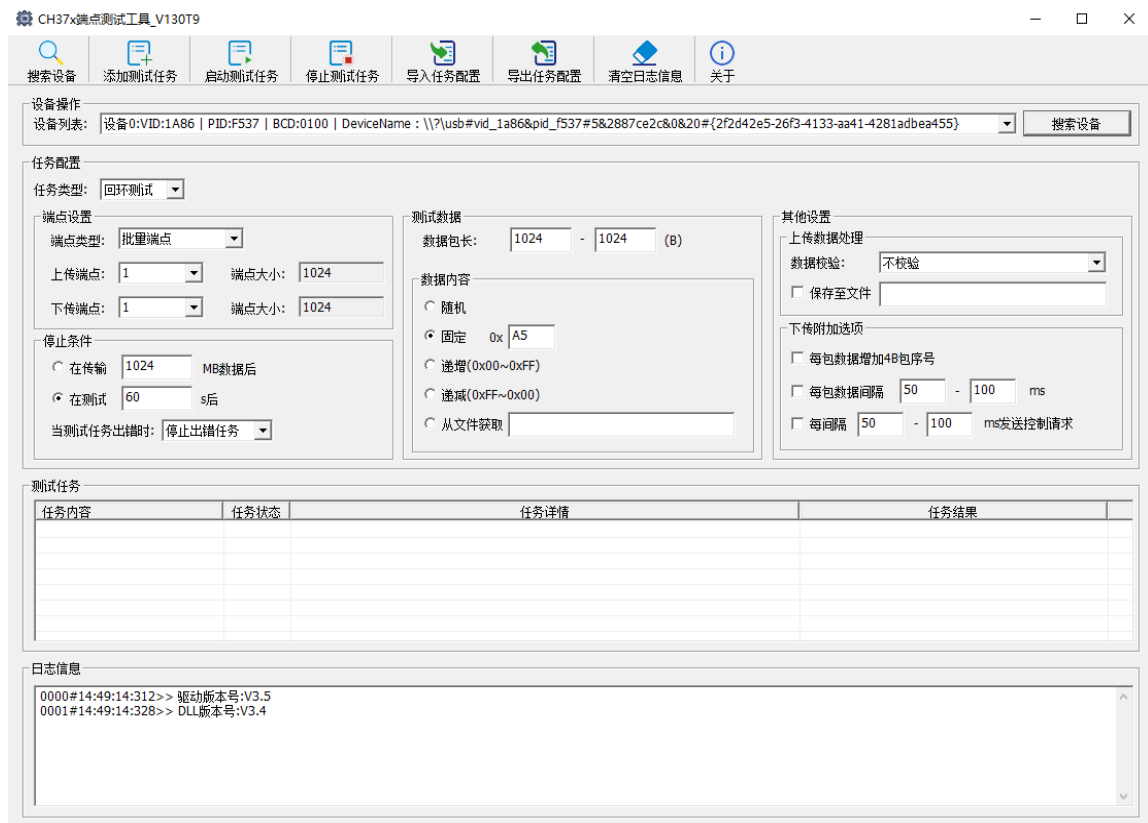 CH37x端点测试工具_V130T9
搜索设备 添加测试任务 启动测试任务 停止测试任务 导入任务配置 导出任务配置 清空日志信息 关于
设备操作
设备列表: 设备0:VID:1A86 | PID:F537 | BCD:0100 | DeviceName : \\?\usb#vid_1a86&pid_f537#5&2887ce2c&0&20#{2f2d42e5-26f3-4133-aa41-4281adbea455} 搜索设备
任务配置
任务类型: 回环测试
端点设置
端点类型: 批量端点
上传端点: 1 端点大小: 1024
下传端点: 1 端点大小: 1024
停止条件
在传输 1024 MB数据后
在测试 60 s后
当测试任务出错时: 停止出错任务
测试数据
数据包长: 1024 - 1024 (B)
数据内容
随机
固定 0x A5
递增(0x00~0xFF)
递减(0xFF~0x00)
从文件获取
其他设置
上传数据处理
数据校验: 不校验
保存至文件
下传附加选项
每包数据增加4B包序号
每包数据间隔 50 - 100 ms
每间隔 50 - 100 ms发送控制请求
测试任务
任务内容 任务状态 任务详情 任务结果
日志信息
0000#14:49:14:312>> 驱动版本号:V3.5
0001#14:49:14:328>> DLL版本号:V3.4